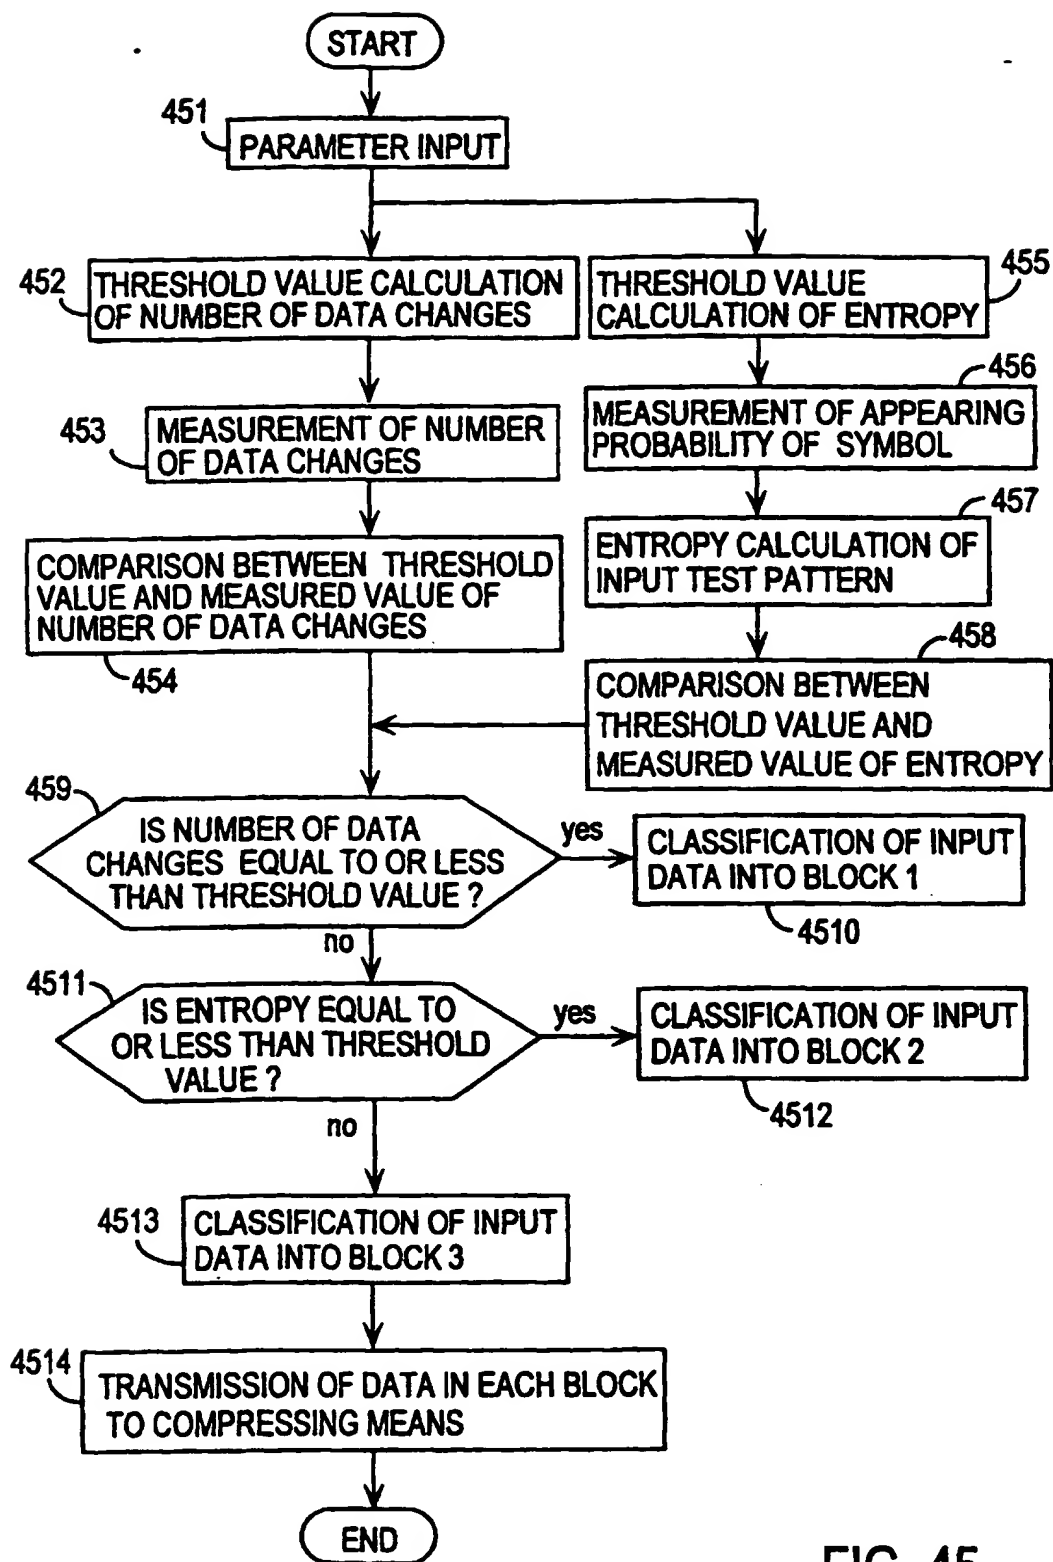 START
451
PARAMETER INPUT
452
THRESHOLD VALUE CALCULATION
OF NUMBER OF DATA CHANGES
THRESHOLD VALUE
CALCULATION OF ENTROPY
455
453
MEASUREMENT OF NUMBER
OF DATA CHANGES
456
MEASUREMENT OF APPEARING
PROBABILITY OF SYMBOL
457
ENTROPY CALCULATION OF
INPUT TEST PATTERN
COMPARISON BETWEEN THRESHOLD
VALUE AND MEASURED VALUE OF
NUMBER OF DATA CHANGES
454
458
COMPARISON BETWEEN
THRESHOLD VALUE AND
MEASURED VALUE OF ENTROPY
459
IS NUMBER OF DATA
CHANGES EQUAL TO OR LESS
THAN THRESHOLD VALUE ?
yes
CLASSIFICATION OF INPUT
DATA INTO BLOCK 1
4510
no
4511
IS ENTROPY EQUAL TO
OR LESS THAN THRESHOLD
VALUE ?
yes
CLASSIFICATION OF INPUT
DATA INTO BLOCK 2
4512
no
4513
CLASSIFICATION OF INPUT
DATA INTO BLOCK 3
4514
TRANSMISSION OF DATA IN EACH BLOCK
TO COMPRESSING MEANS
END
FIG. 45